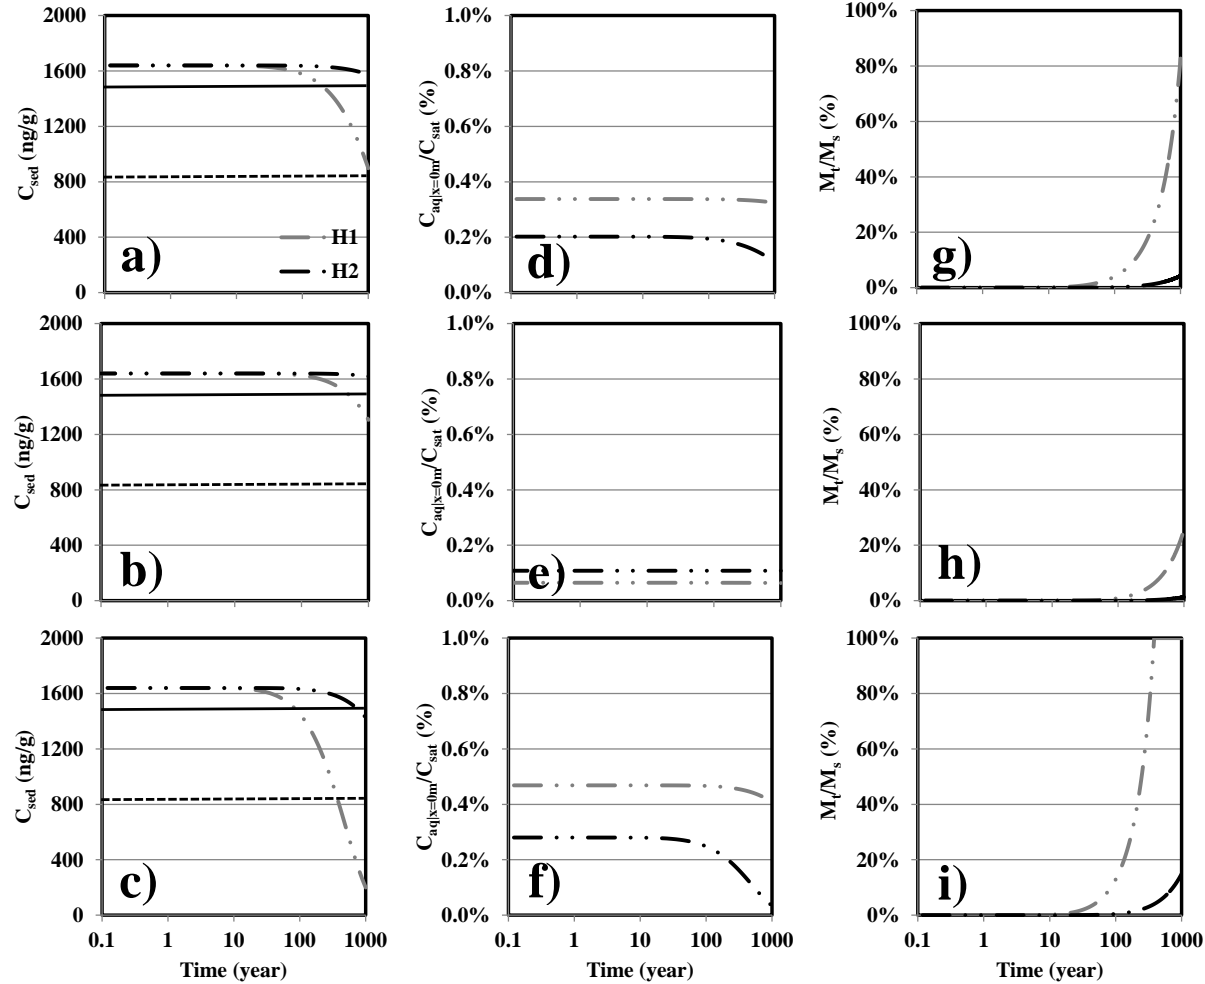 2000
1600
1200
800
400
0
C_sed (ng/g)
a)
H1
H2
1.0%
0.8%
0.6%
0.4%
0.2%
0.0%
C_aq|x=0m/C_sat (%)
d)
100%
80%
60%
40%
20%
0%
M_t/M_s (%)
g)
2000
1600
1200
800
400
0
C_sed (ng/g)
b)
1.0%
0.8%
0.6%
0.4%
0.2%
0.0%
C_aq|x=0m/C_sat (%)
e)
100%
80%
60%
40%
20%
0%
M_t/M_s (%)
h)
2000
1600
1200
800
400
0
C_sed (ng/g)
c)
0.1 1 10 100 1000
Time (year)
1.0%
0.8%
0.6%
0.4%
0.2%
0.0%
C_aq|x=0m/C_sat (%)
f)
0.1 1 10 100 1000
Time (year)
100%
80%
60%
40%
20%
0%
M_t/M_s (%)
i)
0.1 1 10 100 1000
Time (year)